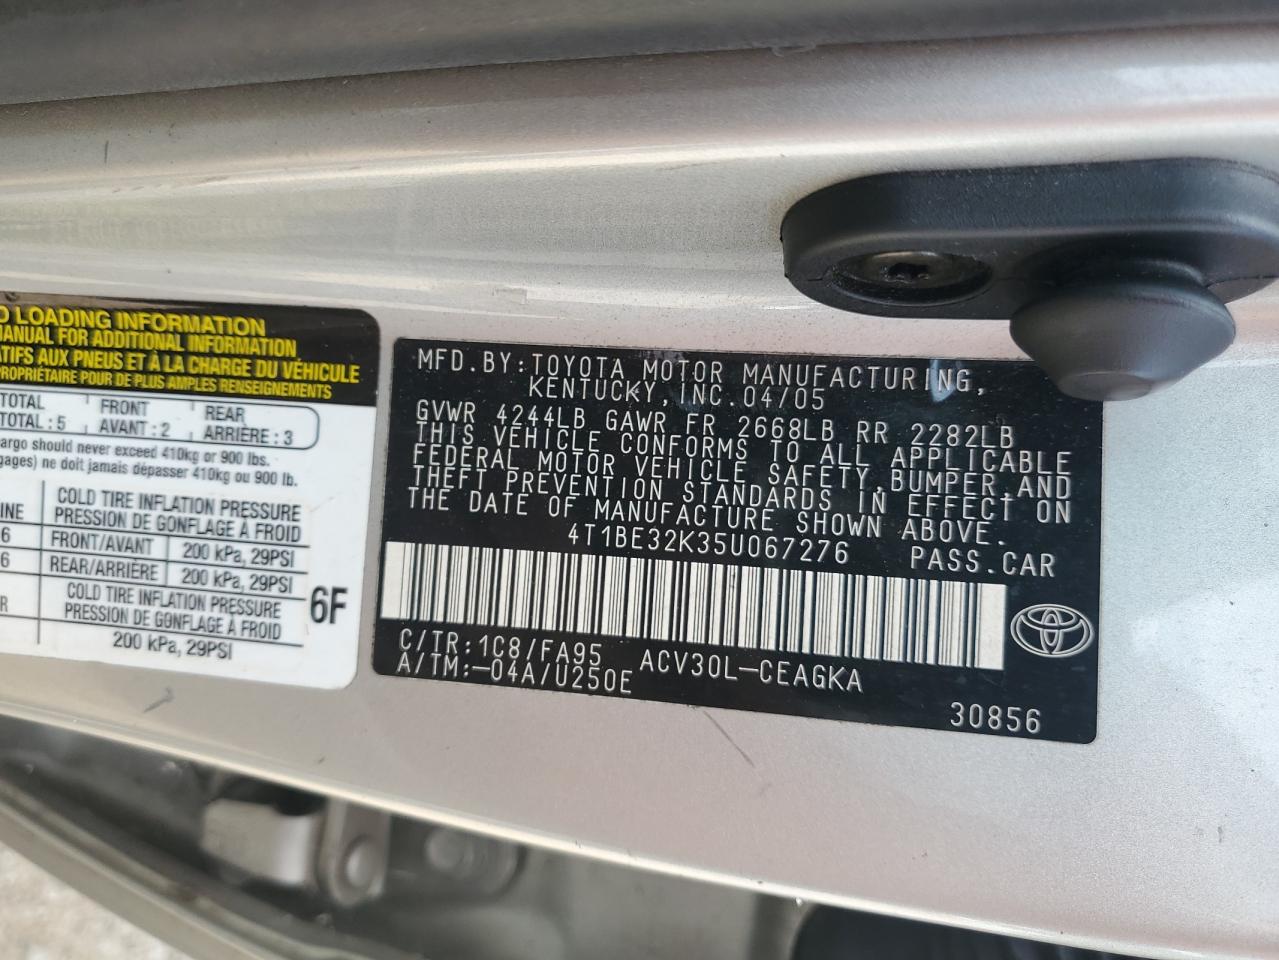 LOADING INFORMATION
MANUAL FOR ADDITIONAL INFORMATION
AUX PNEUS ET À LA CHARGE DU VÉHICULE
PROPRIÉTAIRE POUR DE PLUS AMPLES RENSEIGNEMENTS
TOTAL FRONT REAR
TOTAL : 5 AVANT : 2 ARRIÈRE : 3
should never exceed 410kg or 900 lbs.
ne doit jamais dépasser 410kg ou 900 lb.
COLD TIRE INFLATION PRESSURE
PRESSION DE GONFLAGE À FROID
FRONT/AVANT 200 kPa, 29PSI
REAR/ARRIÈRE 200 kPa, 29PSI
COLD TIRE INFLATION PRESSURE
PRESSION DE GONFLAGE À FROID
200 kPa, 29PSI
6F
MFD.BY:TOYOTA MOTOR MANUFACTURING,
KENTUCKY, INC. 04/05
GVWR 4244LB GAWR FR 2668LB RR 2282LB
THIS VEHICLE CONFORMS TO ALL APPLICABLE
FEDERAL MOTOR VEHICLE SAFETY,BUMPER,AND
THEFT PREVENTION STANDARDS IN EFFECT ON
THE DATE OF MANUFACTURE SHOWN ABOVE.
4T1BE32K35U067276 PASS.CAR
C/TR:1C8/FA95 ACV30L-CEAGKA
A/TM:-04A/U250E
30856